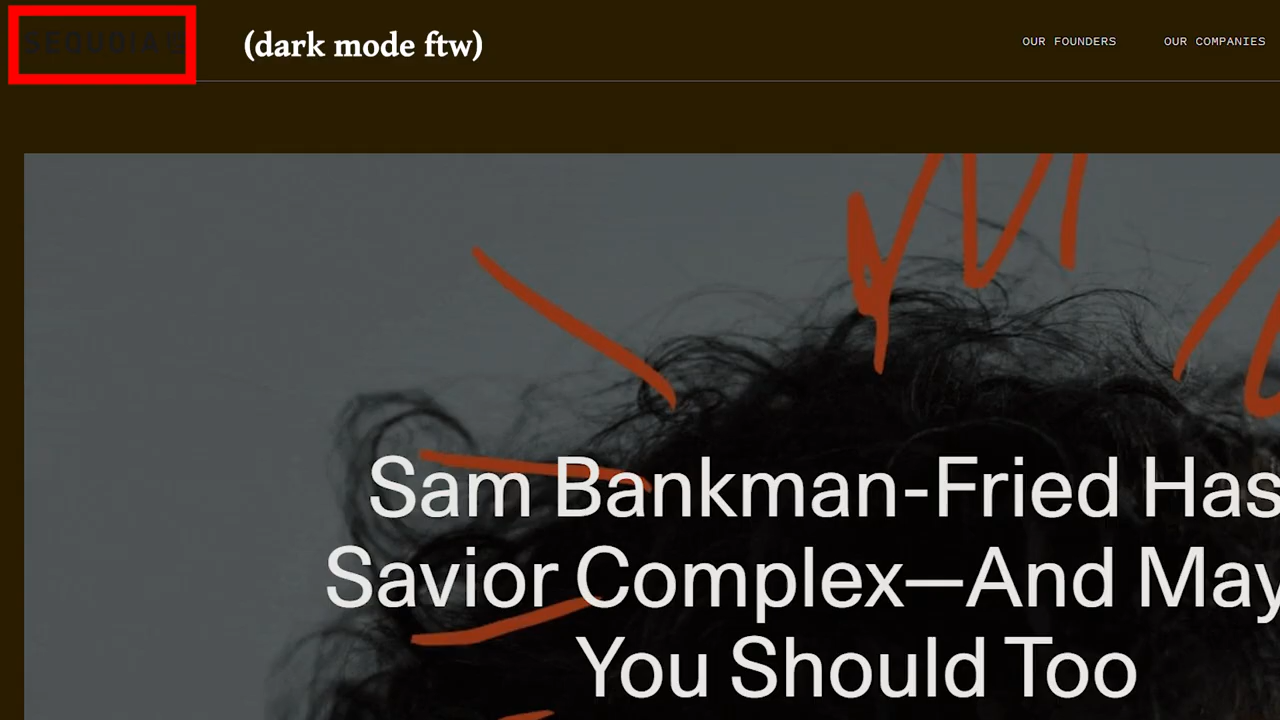 SEQUOIA
(dark mode ftw)
OUR FOUNDERS
OUR COMPANIES
Sam Bankman-Fried Has
Savior Complex—And May
You Should Too